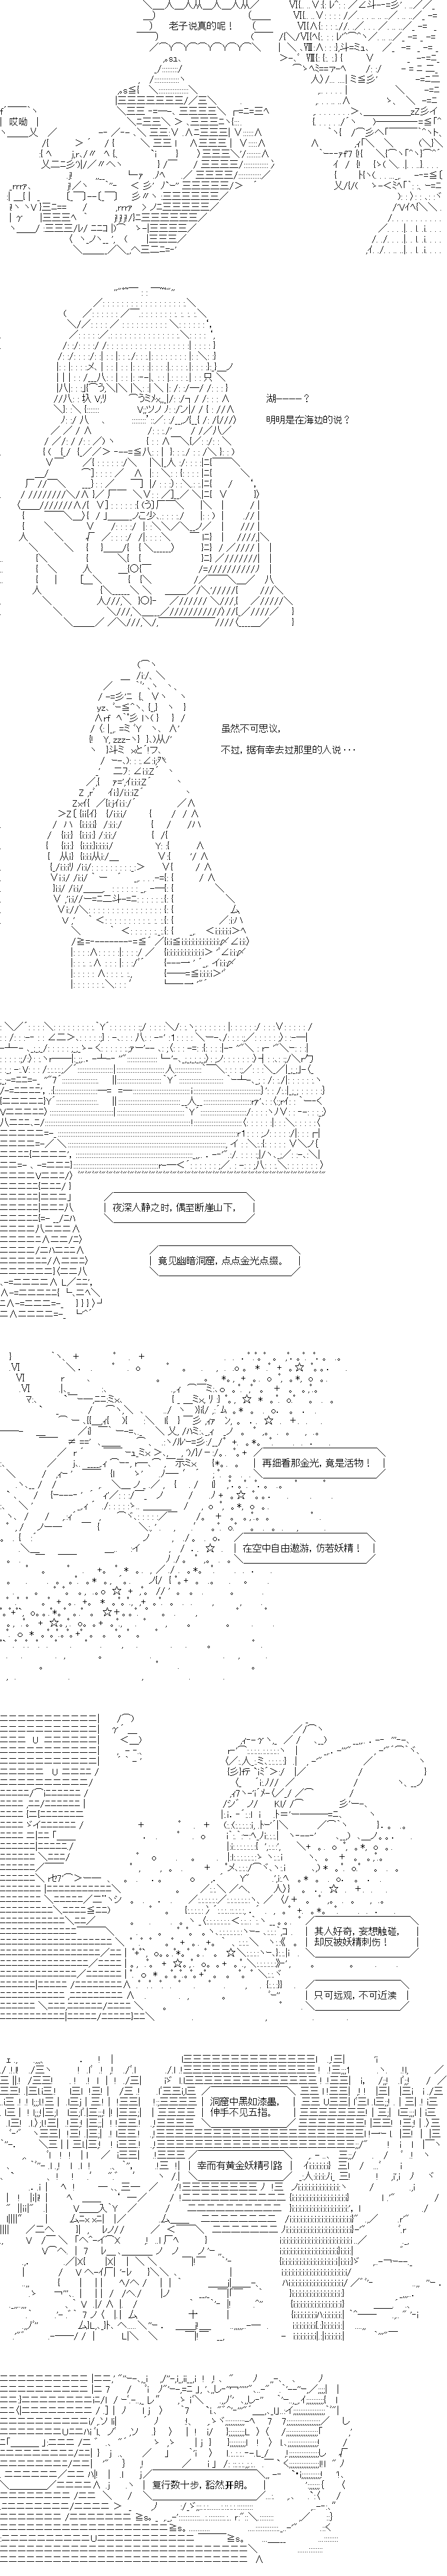 老子说真的呢！
哎呦
湖----？
明明是在海边的说？
虽然不可思议，
不过，据有幸去过那里的人说···
夜深人静之时，偶至断崖山下，
竟见幽暗洞窟，点点金光点缀。
再细看那金光，竟是活物！
在空中自由遨游，仿若妖精！
其人好奇，妄想触碰，
却反被妖精刺伤！
只可远观，不可近渎
洞窟中黑如漆墨，
伸手不见五指。
幸而有黄金妖精引路
复行数十步，豁然开朗。